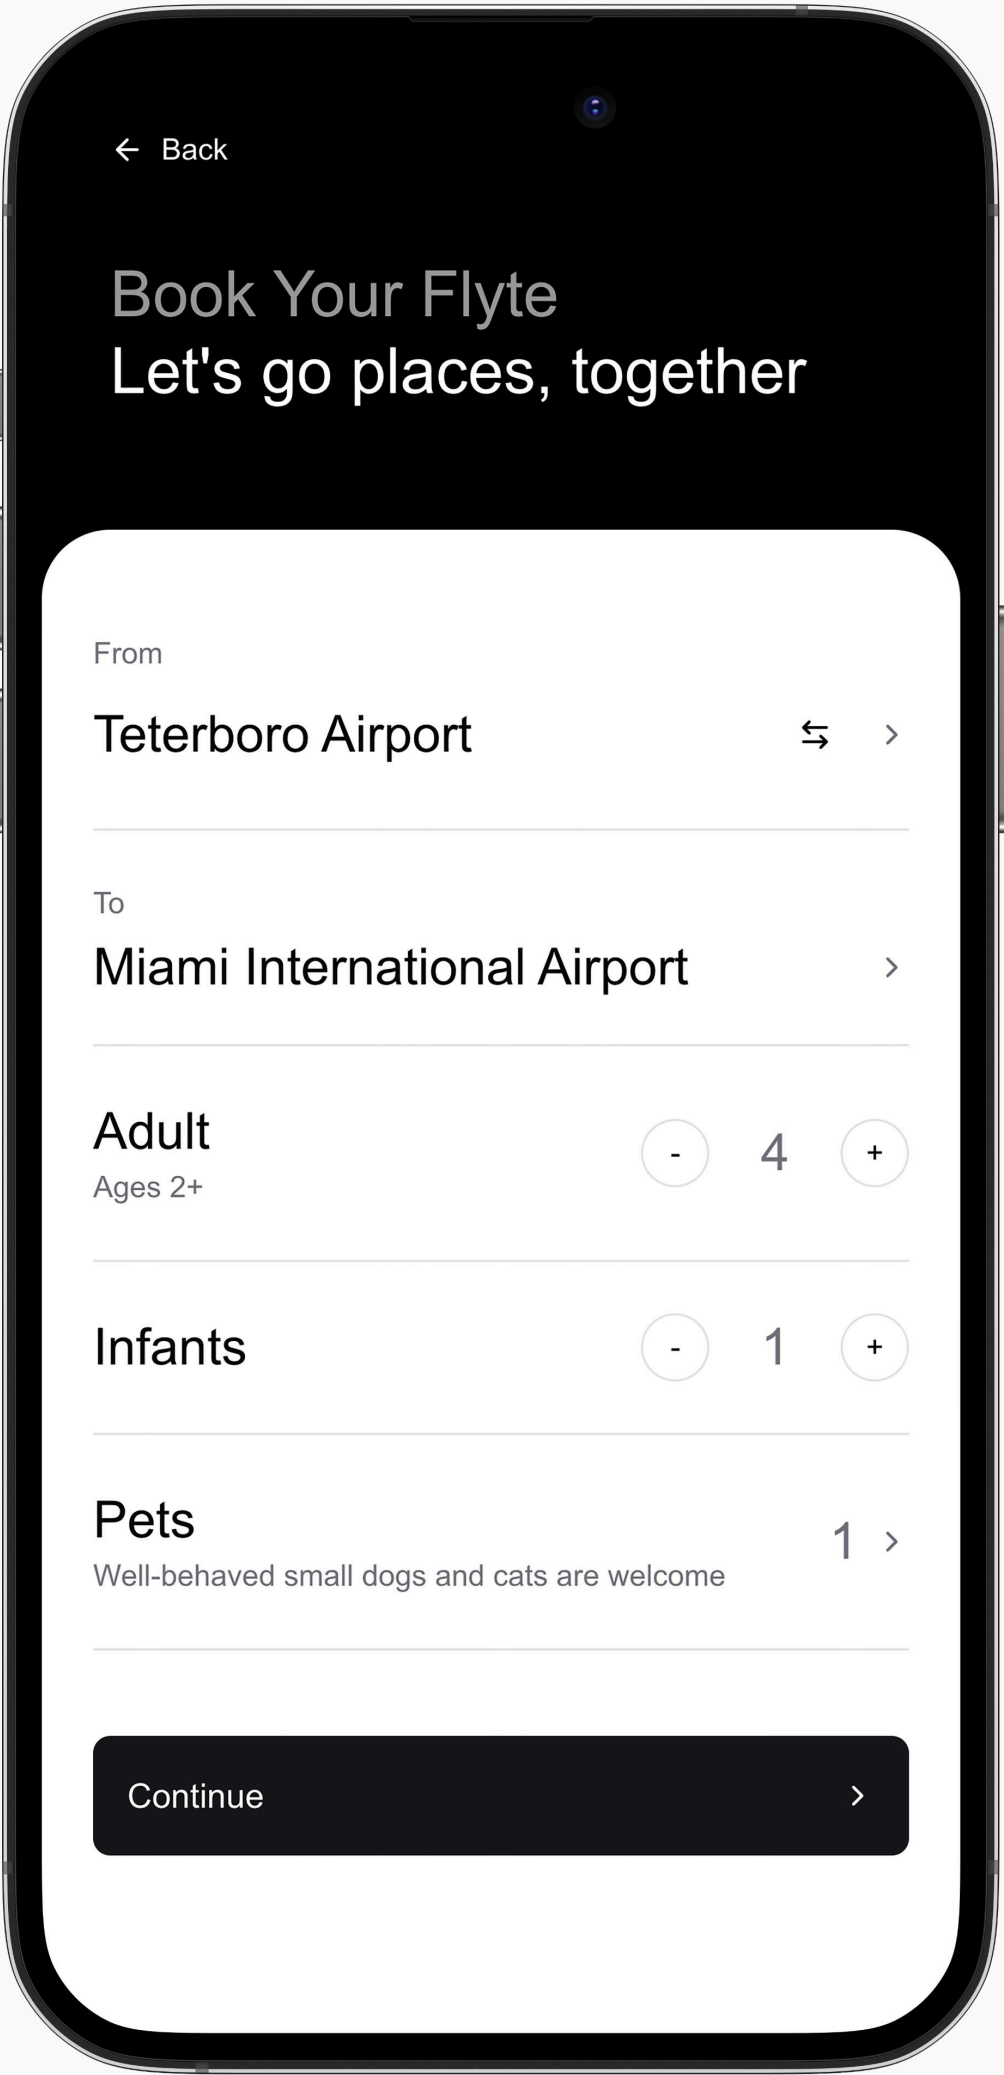 Back
Book Your Flyte
Let's go places, together
From
Teterboro Airport
To
Miami International Airport
Adult
Ages 2+
- 4 +
Infants
- 1 +
Pets
Well-behaved small dogs and cats are welcome
1
Continue